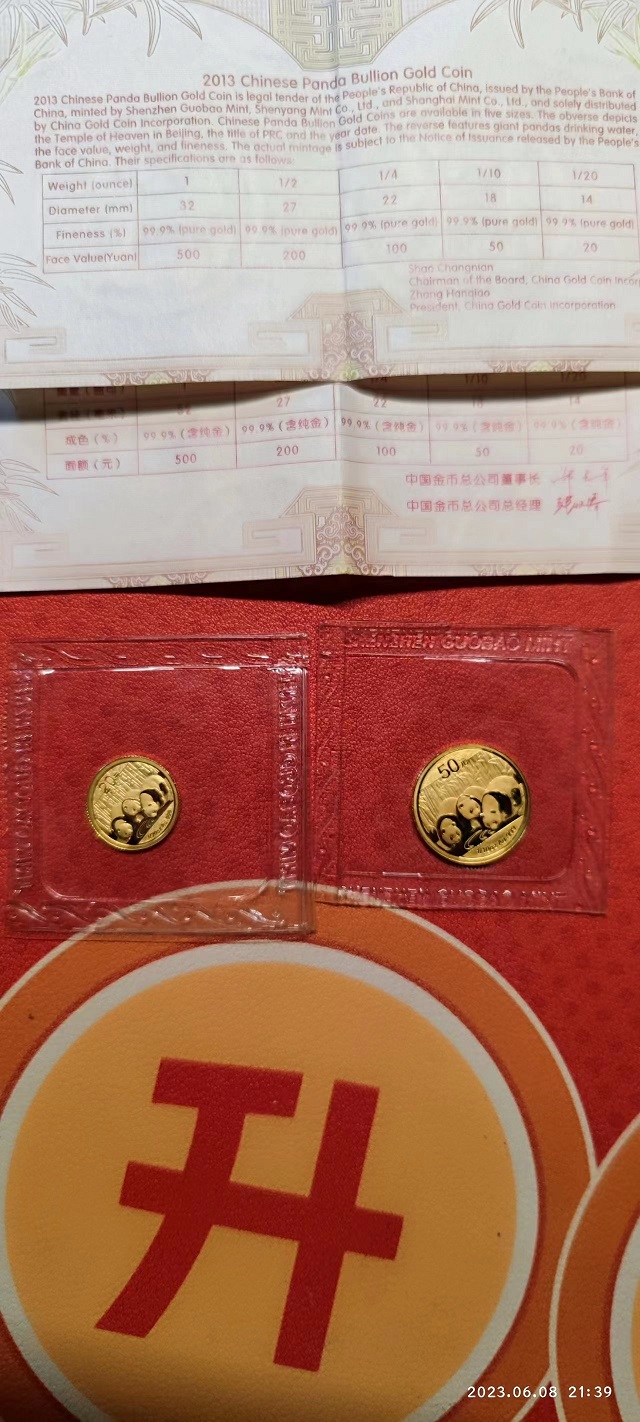 2013 Chinese Panda Bullion Gold Coin
2013 Chinese Panda Bullion Gold Coin is legal tender of the People's Republic of China, issued by the People's Bank of
China, minted by Shenzhen Guobao Mint, Shenyang Mint Co., Ltd., and Shanghai Mint Co., Ltd., and solely distributed
by China Gold Coin Incorporation. Chinese Panda Bullion Gold Coins are available in five sizes. The obverse depicts
the Temple of Heaven in Beijing, the title of PRC and the year date. The reverse features giant pandas drinking water,
the face value, weight, and fineness. The actual mintage is subject to the Notice of Issuance released by the People's
Bank of China. Their specifications are as follows:
Weight (ounce) 1 1/2 1/4 1/10 1/20
Diameter (mm) 32 27 22 18 14
Fineness (%) 99.9% (pure gold) 99.9% (pure gold) 99.9% (pure gold) 99.9% (pure gold) 99.9% (pure gold)
Face Value(Yuan) 500 200 100 50 20
Shan Changnian
Chairman of the Board, China Gold Coin Incor
Zhang Hanqiao
President, China Gold Coin Incorporation
1/10 1/20
32 27 22 18 14
成色（%） 99.9%（含纯金） 99.9%（含纯金） 99.9%（含纯金） 99.9%（含纯金） 99.9%（含纯金）
面额（元） 500 200 100 50 20
中国金币总公司董事长
中国金币总公司总经理
SHENZHEN GUOBAO MINT
50
SHENZHEN GUOBAO MINT
升
2023.06.08 21:39